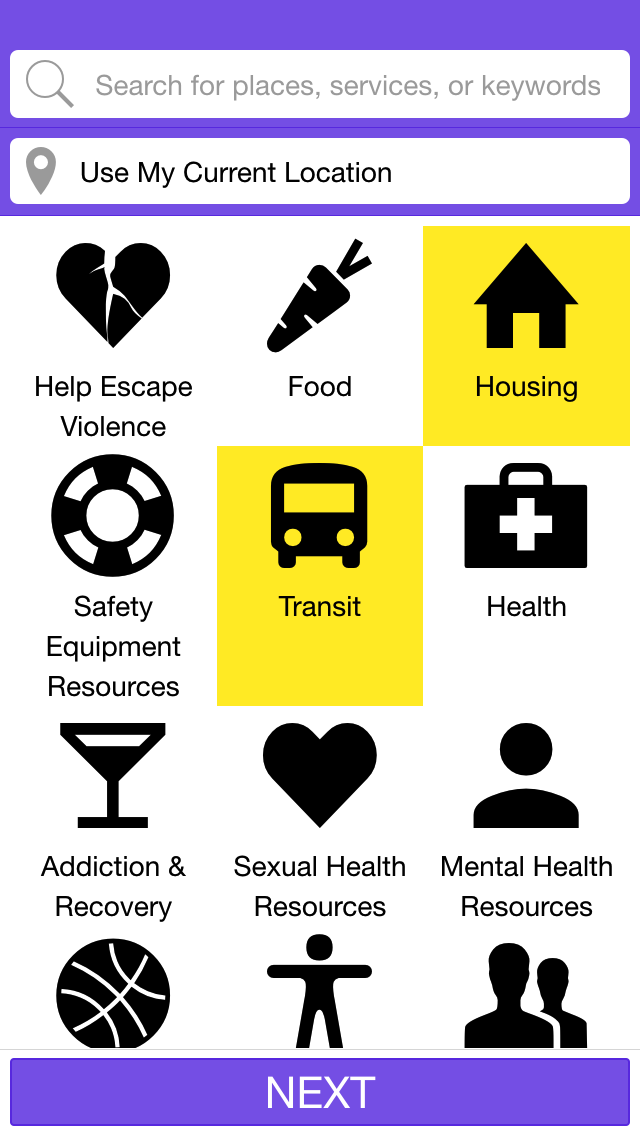 Search for places, services, or keywords
Use My Current Location
Help Escape
Violence
Food
Housing
Safety
Equipment
Resources
Transit
Health
Addiction &
Recovery
Sexual Health
Resources
Mental Health
Resources
NEXT